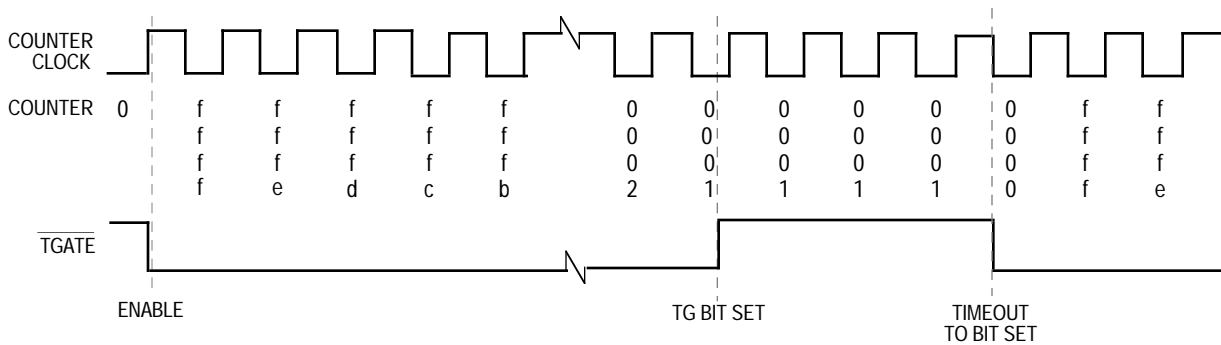 COUNTER
CLOCK
COUNTER 0 f f f f f 0 0 0 0 0 0 f f
f f f f f 0 0 0 0 0 0 f f
f f f f f 0 0 0 0 0 0 f f
f e d c b 2 1 1 1 1 0 f e
TGATE
ENABLE TG BIT SET TIMEOUT
TO BIT SET